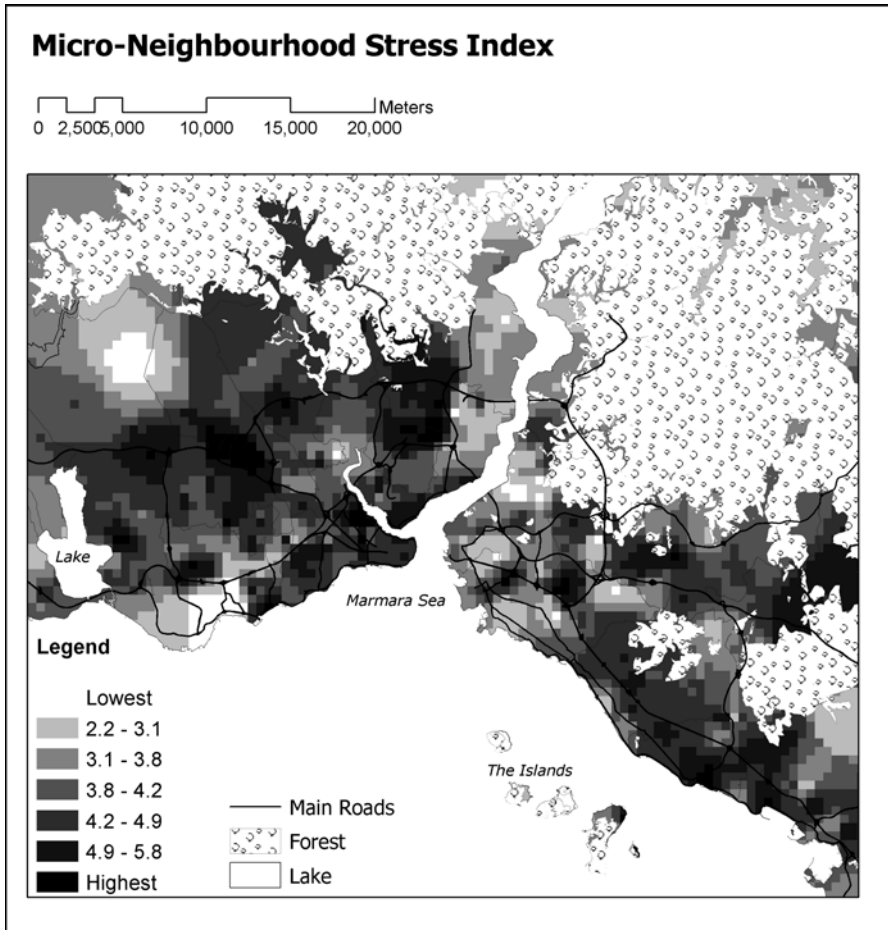 Micro-Neighbourhood Stress Index
Meters
0 2,500 5,000 10,000 15,000 20,000
Lake
Marmara Sea
The Islands
Legend
Lowest
2.2 - 3.1
3.1 - 3.8
3.8 - 4.2
4.2 - 4.9
4.9 - 5.8
Highest
Main Roads
Forest
Lake